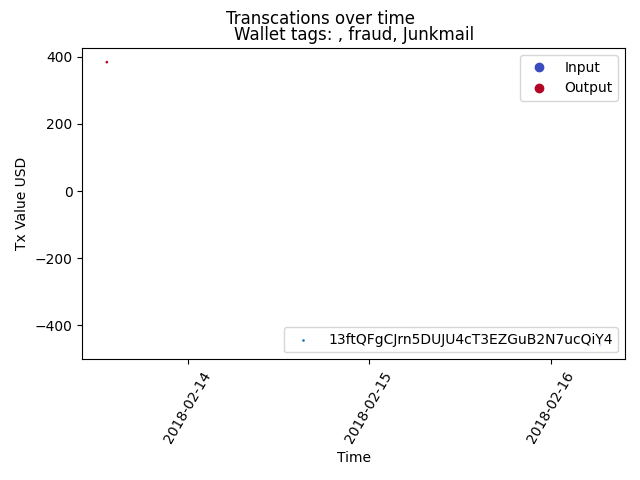 Transcations over time
Wallet tags: , fraud, Junkmail
400
200
0
−200
−400
Tx Value USD
Input
Output
13ftQFgCJrn5DUJU4cT3EZGuB2N7ucQiY4
2018-02-14
2018-02-15
2018-02-16
Time